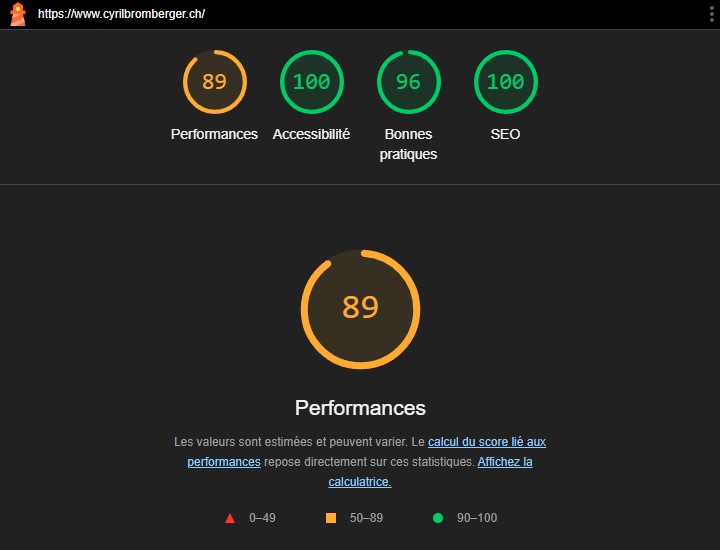 https://www.cyrilbromberger.ch/
89 100 96 100
Performances Accessibilité Bonnes pratiques SEO
89
Performances
Les valeurs sont estimées et peuvent varier. Le calcul du score lié aux
performances repose directement sur ces statistiques. Affichez la
calculatrice.
0–49 50–89 90–100